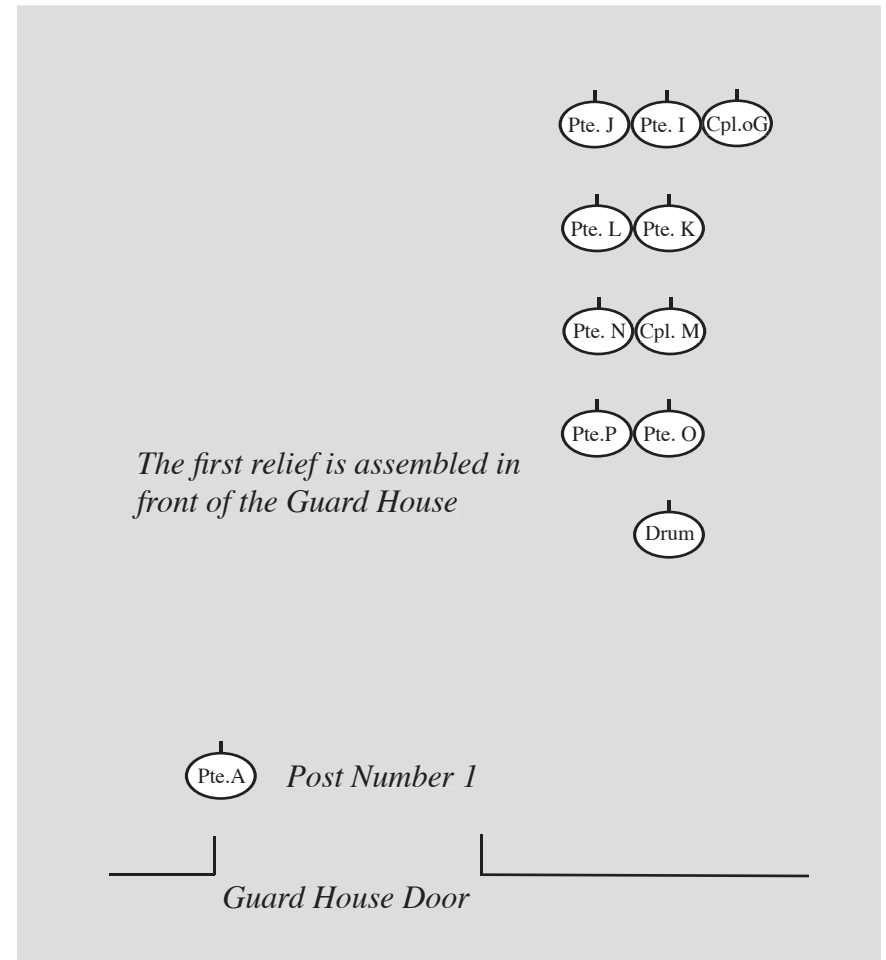 Pte. J Pte. I Cpl.oG
Pte. L Pte. K
Pte. N Cpl. M
Pte.P Pte. O
The first relief is assembled in
front of the Guard House
Drum
Pte.A Post Number 1
Guard House Door